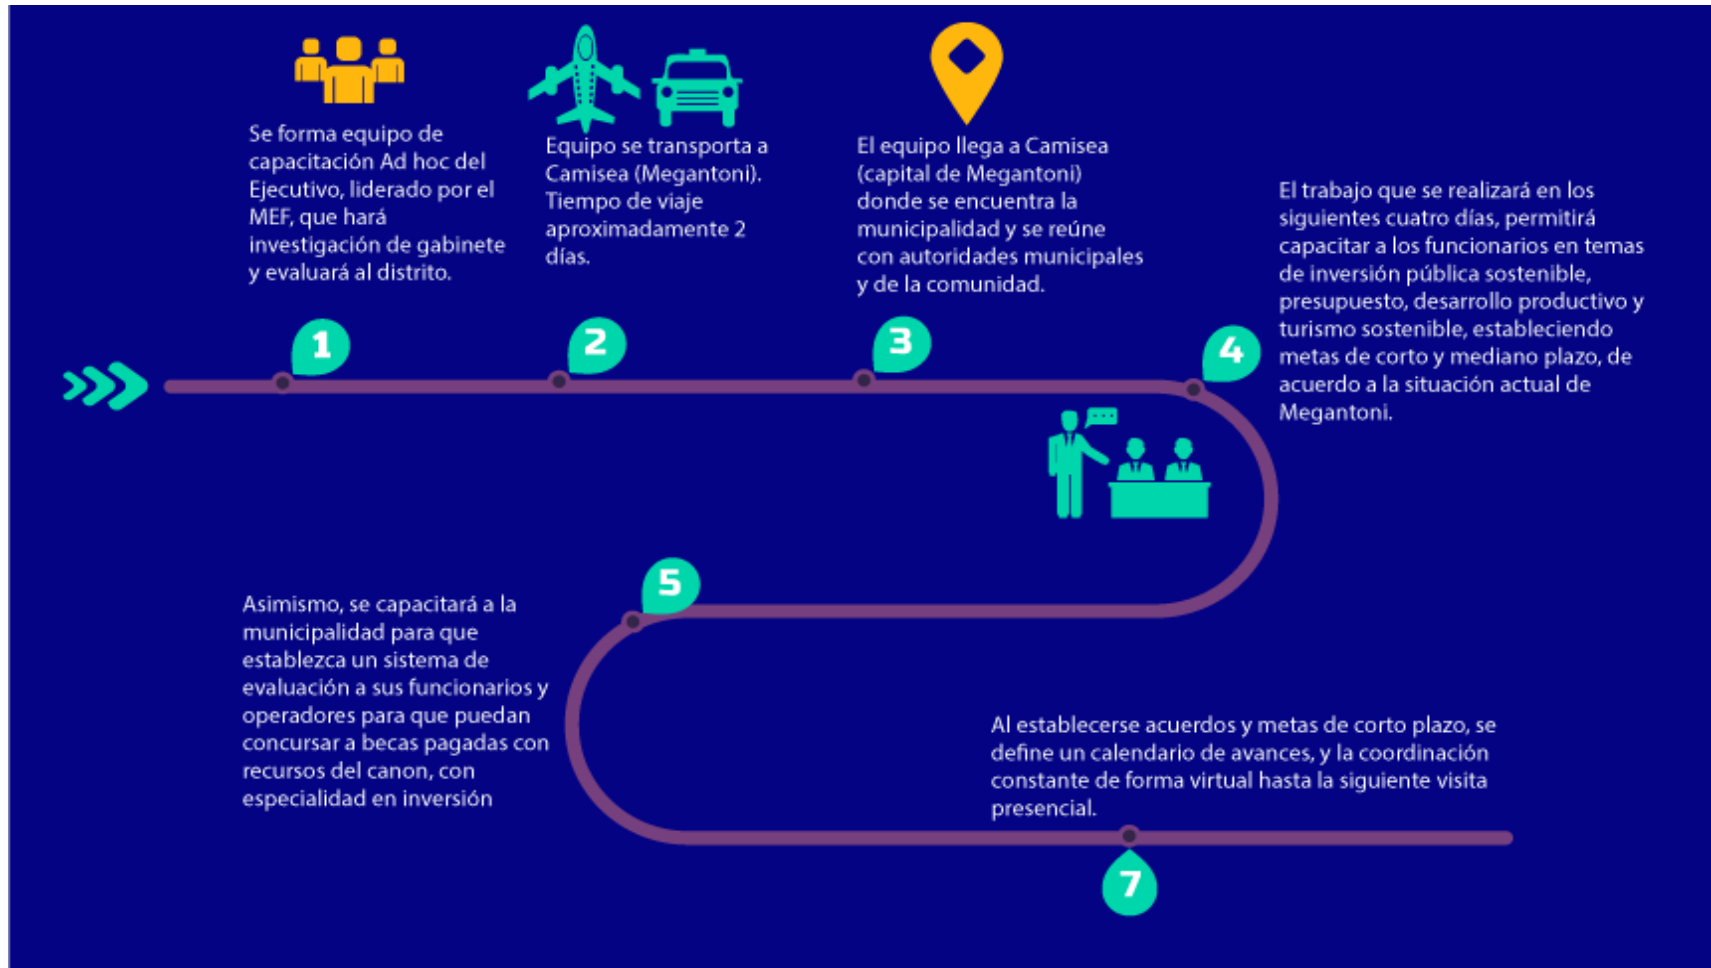 Se forma equipo de
capacitación Ad hoc del
Ejecutivo, liderado por el
MEF, que hará
investigación de gabinete
y evaluará al distrito.
1
Equipo se transporta a
Camisea (Megantoni).
Tiempo de viaje
aproximadamente 2
días.
2
El equipo llega a Camisea
(capital de Megantoni)
donde se encuentra la
municipalidad y se reúne
con autoridades municipales
y de la comunidad.
3
El trabajo que se realizará en los
siguientes cuatro días, permitirá
capacitar a los funcionarios en temas
de inversión pública sostenible,
presupuesto, desarrollo productivo y
turismo sostenible, estableciendo
metas de corto y mediano plazo, de
acuerdo a la situación actual de
Megantoni.
4
5
Asimismo, se capacitará a la
municipalidad para que
establezca un sistema de
evaluación a sus funcionarios y
operadores para que puedan
concursar a becas pagadas con
recursos del canon, con
especialidad en inversión
Al establecerse acuerdos y metas de corto plazo, se
define un calendario de avances, y la coordinación
constante de forma virtual hasta la siguiente visita
presencial.
7